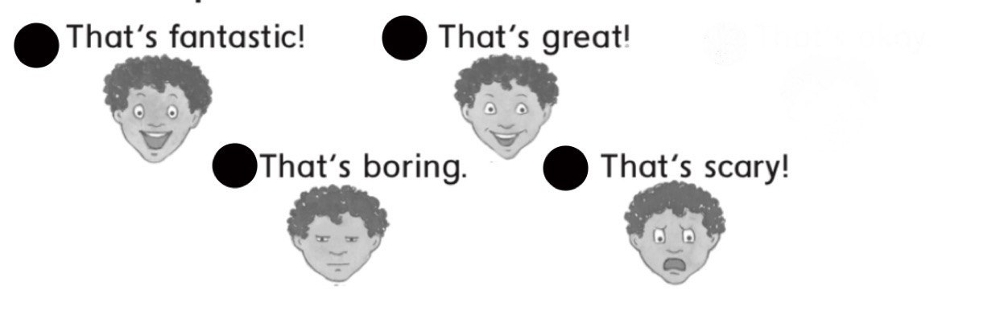 That's fantastic!
That's great!
That's boring.
That's scary!